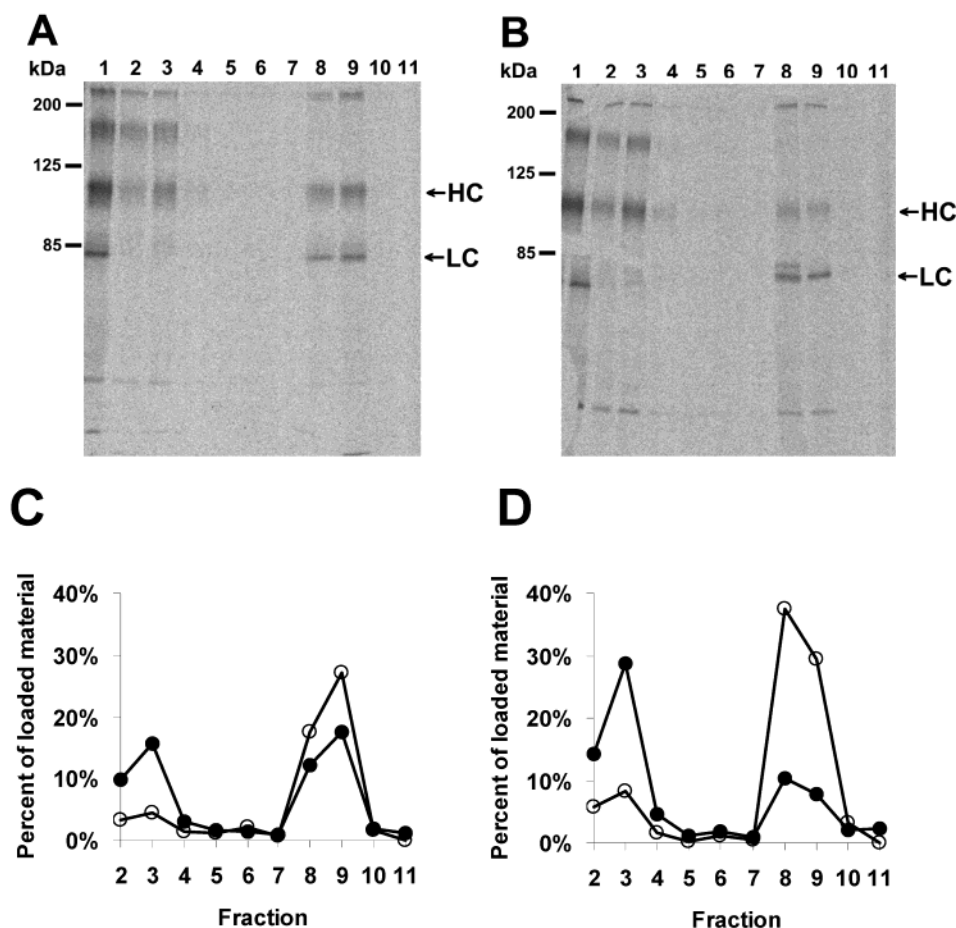 A
kDa 1 2 3 4 5 6 7 8 9 10 11
200
125
HC
85
LC
B
kDa 1 2 3 4 5 6 7 8 9 10 11
200
125
HC
85
LC
C
Percent of loaded material
40%
30%
20%
10%
0%
2 3 4 5 6 7 8 9 10 11
Fraction
D
Percent of loaded material
40%
30%
20%
10%
0%
2 3 4 5 6 7 8 9 10 11
Fraction